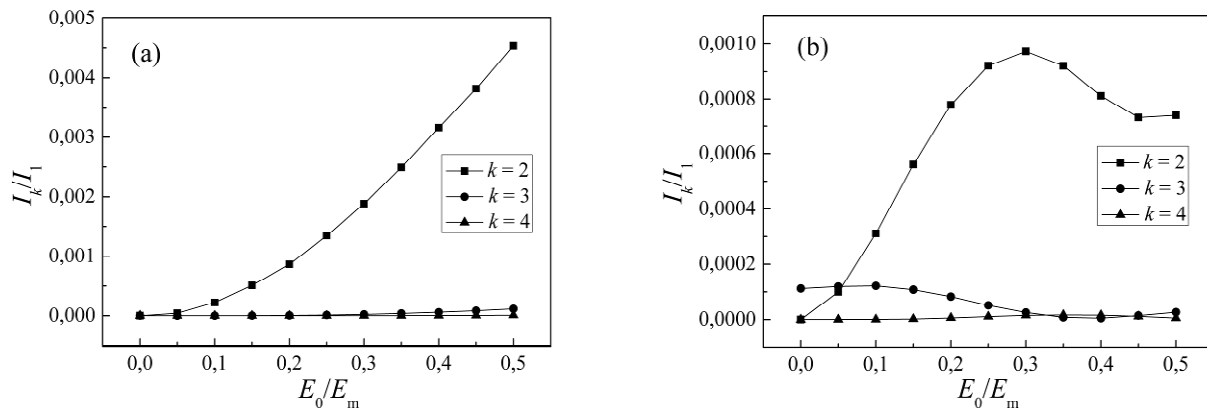 (a)
0,005
0,004
0,003
0,002
0,001
0,000
I_k/I_1
k = 2
k = 3
k = 4
0,0 0,1 0,2 0,3 0,4 0,5
E_0/E_m
(b)
0,0010
0,0008
0,0006
0,0004
0,0002
0,0000
I_k/I_1
k = 2
k = 3
k = 4
0,0 0,1 0,2 0,3 0,4 0,5
E_0/E_m